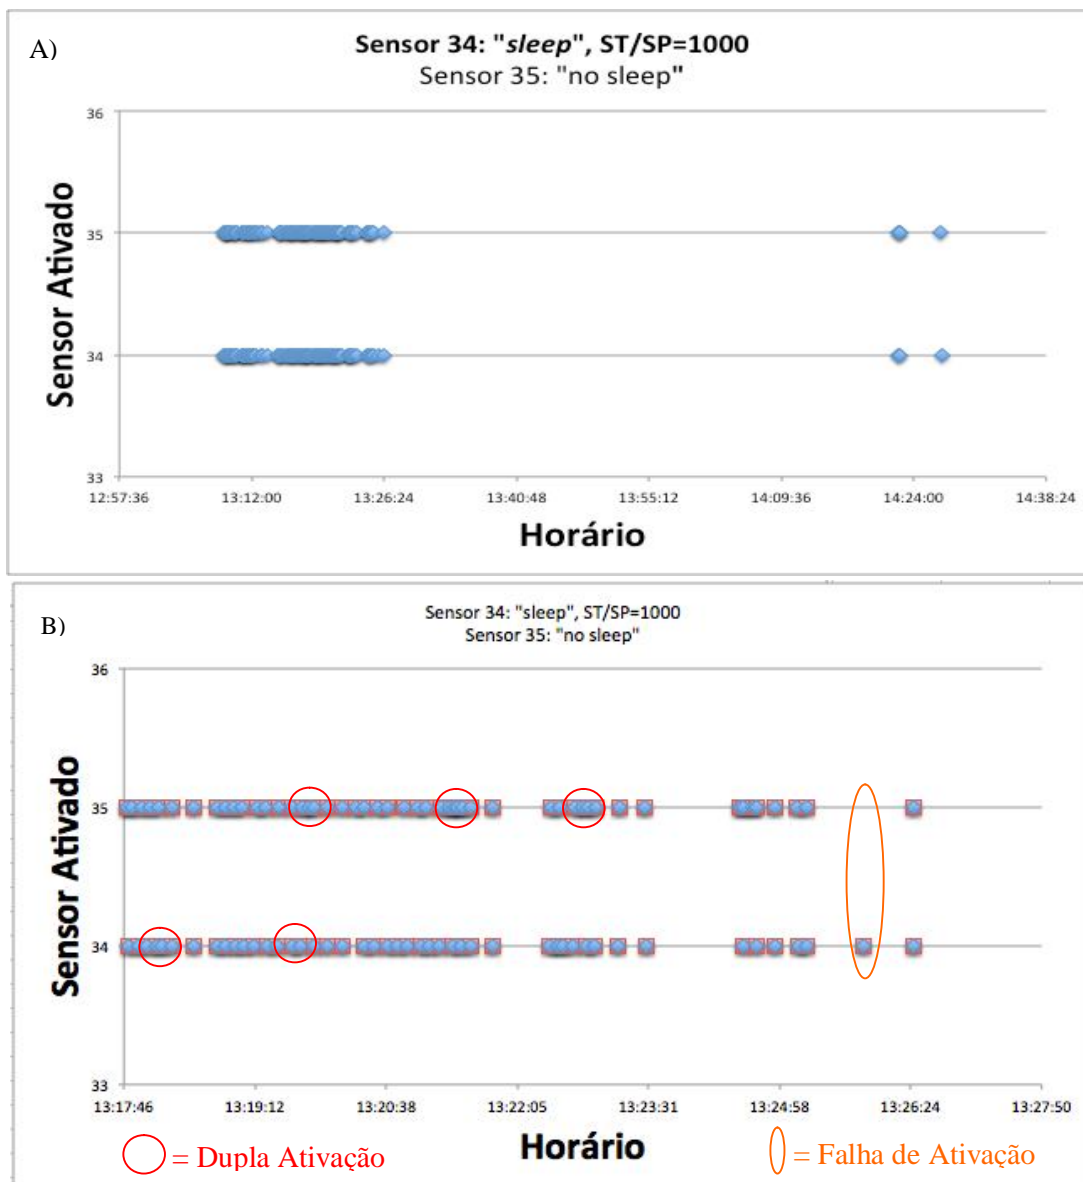 A)
Sensor 34: "sleep", ST/SP=1000
Sensor 35: "no sleep"
Sensor Ativado
36
35
34
33
12:57:36 13:12:00 13:26:24 13:40:48 13:55:12 14:09:36 14:24:00 14:38:24
Horário
B)
Sensor 34: "sleep", ST/SP=1000
Sensor 35: "no sleep"
Sensor Ativado
36
35
34
33
13:17:46 13:19:12 13:20:38 13:22:05 13:23:31 13:24:58 13:26:24 13:27:50
Horário
= Dupla Ativação
= Falha de Ativação